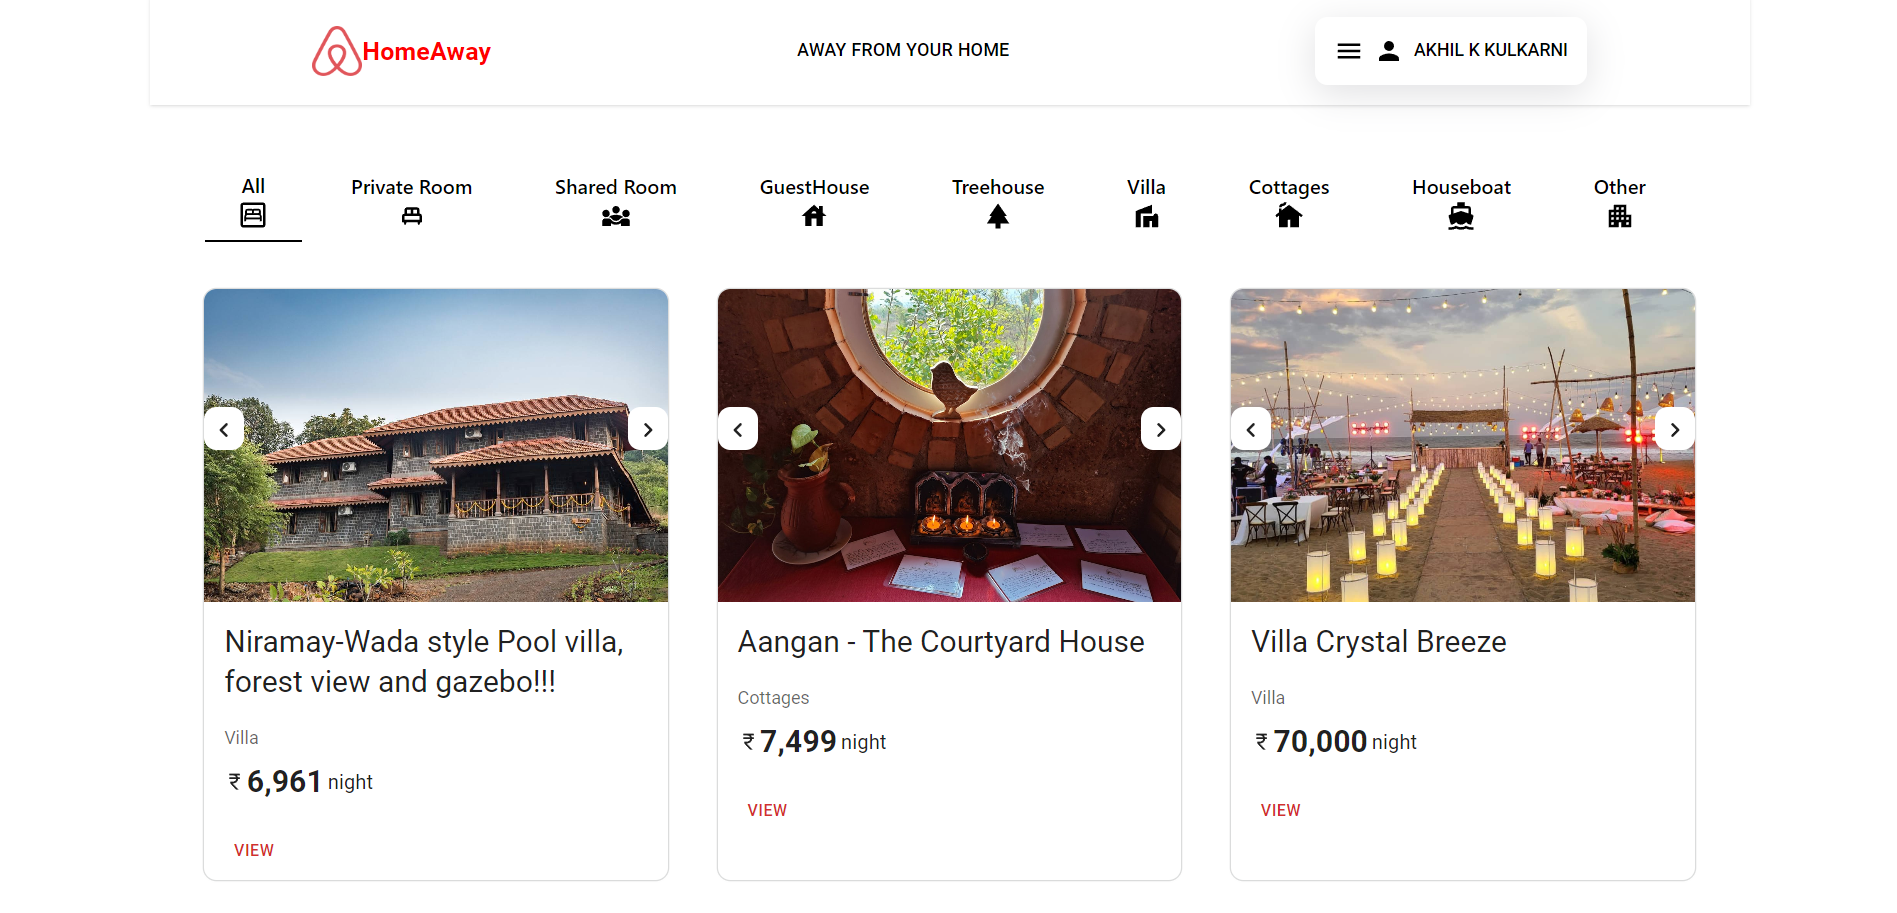 HomeAway
AWAY FROM YOUR HOME
AKHIL K KULKARNI
All
Private Room
Shared Room
GuestHouse
Treehouse
Villa
Cottages
Houseboat
Other
Niramay-Wada style Pool villa,
forest view and gazebo!!!
Villa
₹ 6,961 night
VIEW
Aangan - The Courtyard House
Cottages
₹ 7,499 night
VIEW
Villa Crystal Breeze
Villa
₹ 70,000 night
VIEW